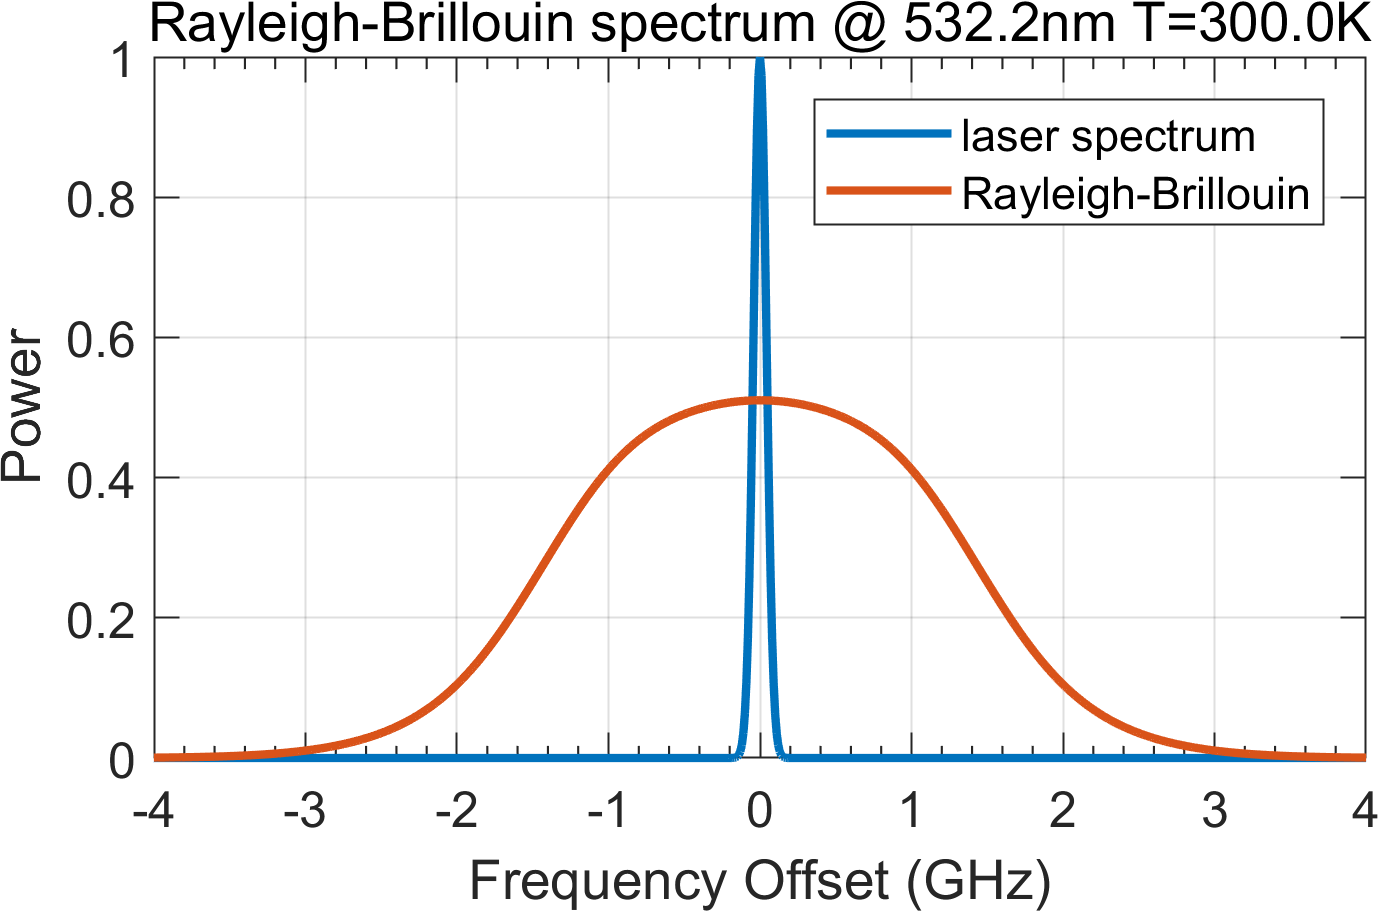 Rayleigh-Brillouin spectrum @ 532.2nm T=300.0K
1
0.8
0.6
0.4
0.2
0
Power
laser spectrum
Rayleigh-Brillouin
-4 -3 -2 -1 0 1 2 3 4
Frequency Offset (GHz)